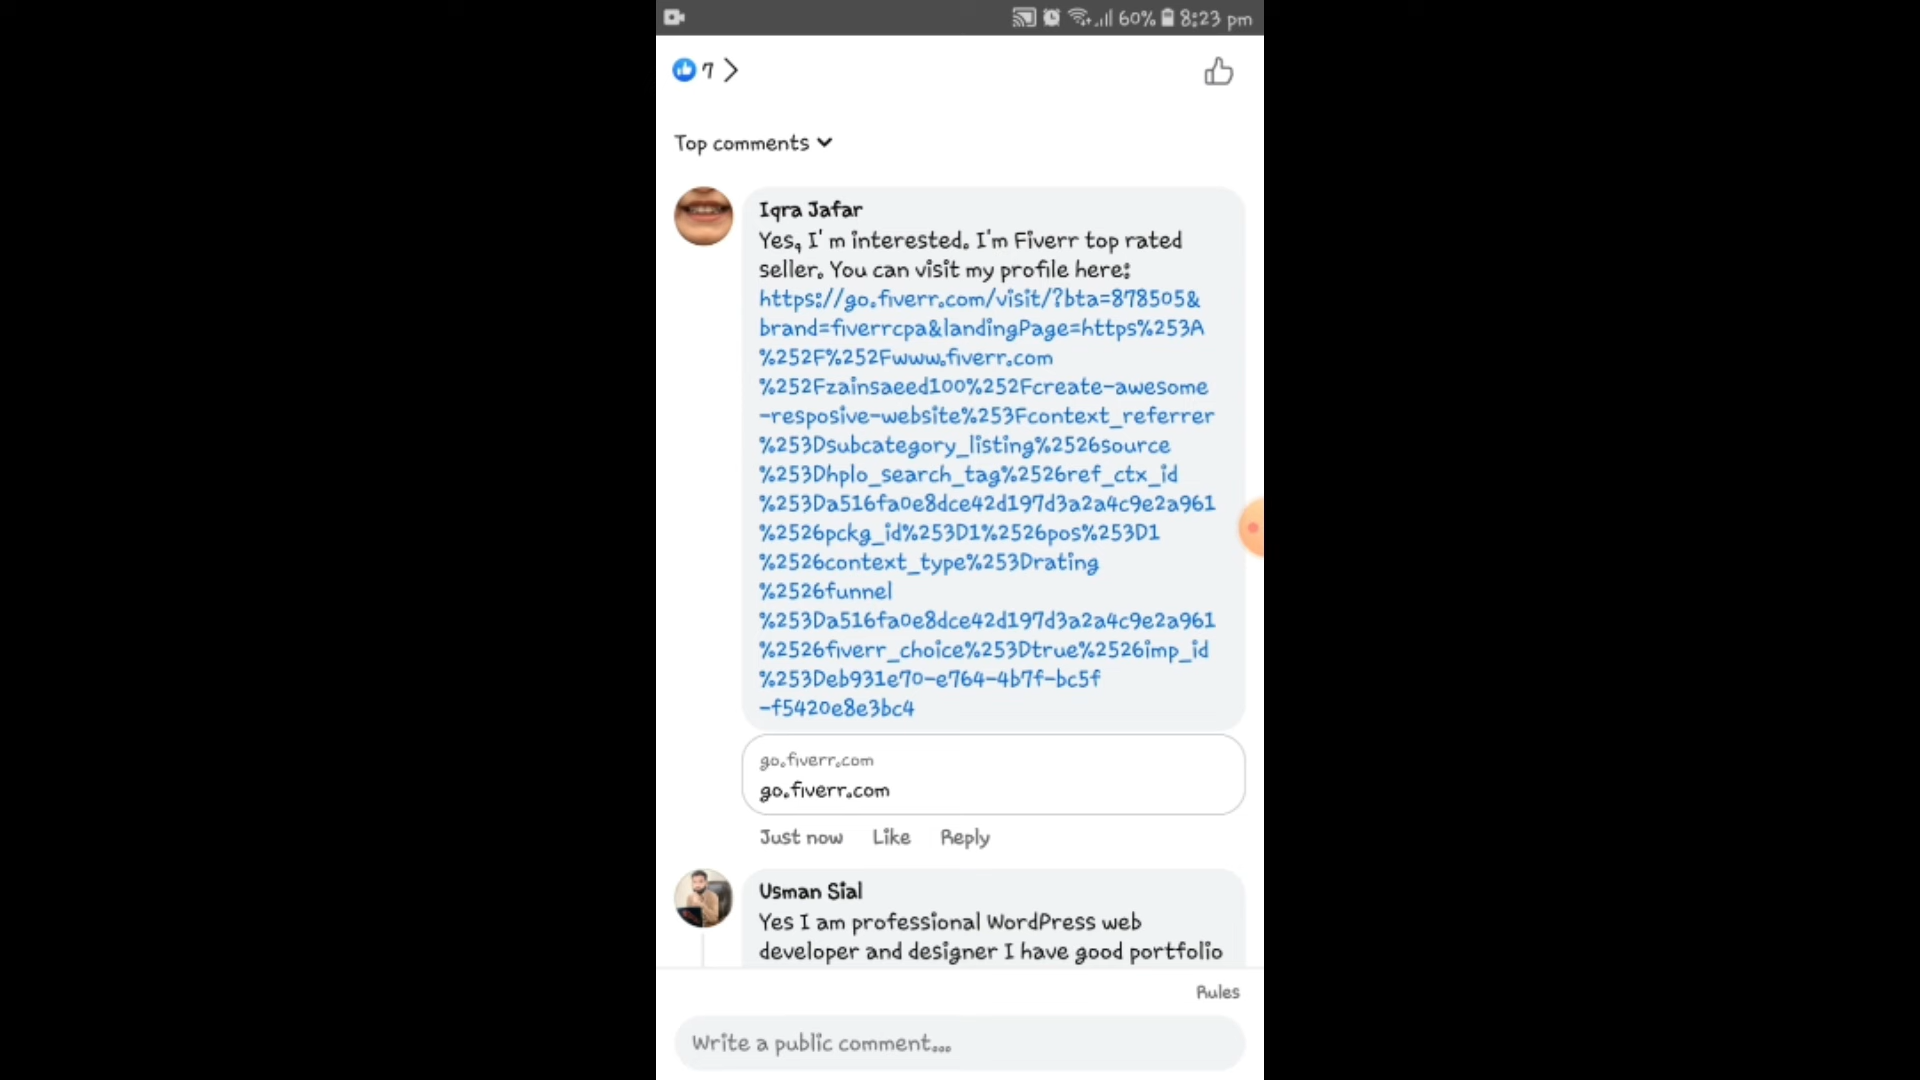 60% 8:23 pm
7
Top comments
Iqra Jafar
Yes, I' m interested. I'm Fiverr top rated
seller. You can visit my profile here:
https://go.fiverr.com/visit/?bta=878505&
brand=fiverrcpa&landingPage=https%253A
%252F%252Fwww.fiverr.com
%252Fzainsaeed100%252Fcreate-awesome
-resposive-website%253Fcontext_referrer
%253Dsubcategory_listing%2526source
%253Dhplo_search_tag%2526ref_ctx_id
%253Da516fa0e8dce42d197d3a2a4c9e2a961
%2526pckg_id%253D1%2526pos%253D1
%2526context_type%253Drating
%2526funnel
%253Da516fa0e8dce42d197d3a2a4c9e2a961
%2526fiverr_choice%253Dtrue%2526imp_id
%253Deb931e70-e764-4b7f-bc5f
-f5420e8e3bc4
go.fiverr.com
go.fiverr.com
Just now Like Reply
Usman Sial
Yes I am professional WordPress web
developer and designer I have good portfolio
Rules
Write a public comment...